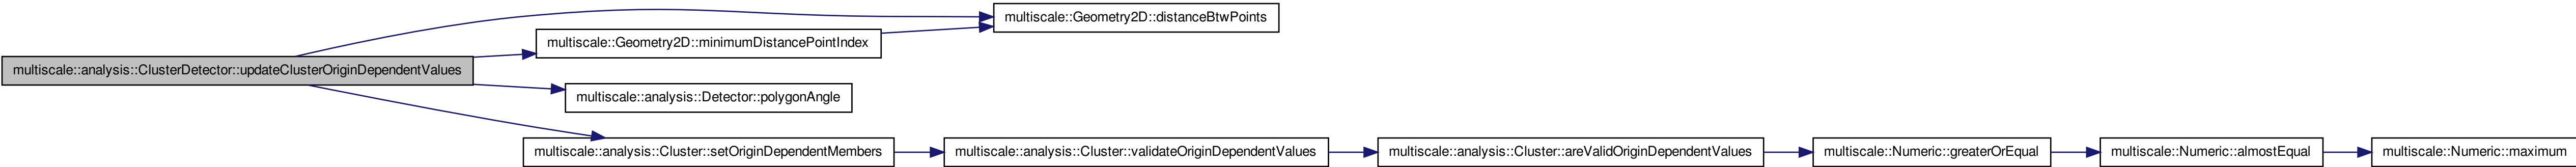 multiscale::Geometry2D::distanceBtwPoints
multiscale::Geometry2D::minimumDistancePointIndex
multiscale::analysis::ClusterDetector::updateClusterOriginDependentValues
multiscale::analysis::Detector::polygonAngle
multiscale::analysis::Cluster::setOriginDependentMembers
multiscale::analysis::Cluster::validateOriginDependentValues
multiscale::analysis::Cluster::areValidOriginDependentValues
multiscale::Numeric::greaterOrEqual
multiscale::Numeric::almostEqual
multiscale::Numeric::maximum